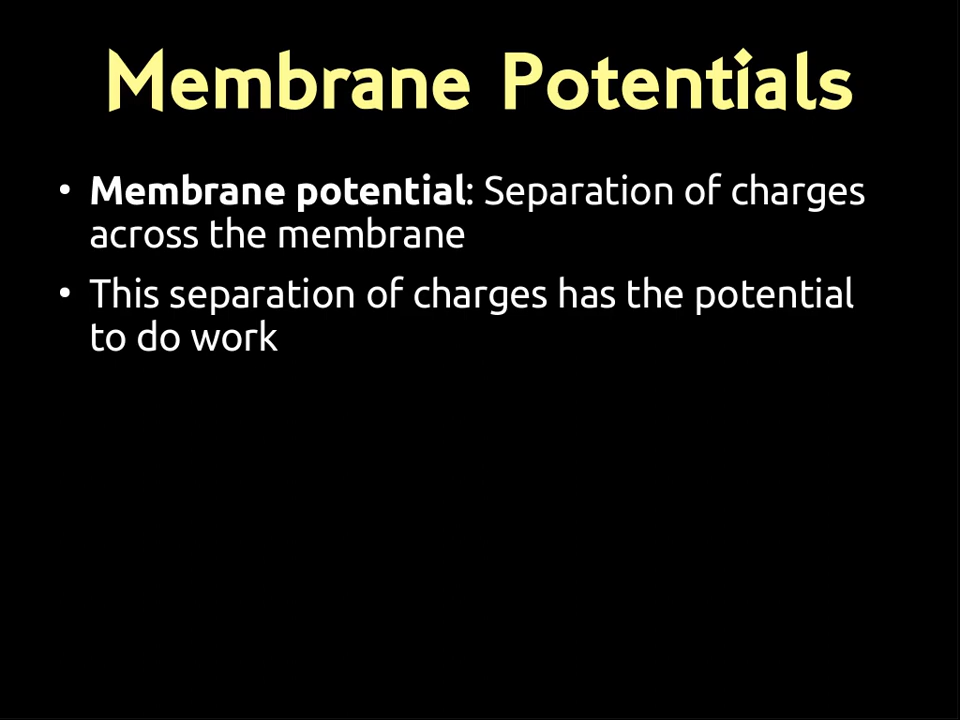 Membrane Potentials
• Membrane potential: Separation of charges
across the membrane
• This separation of charges has the potential
to do work